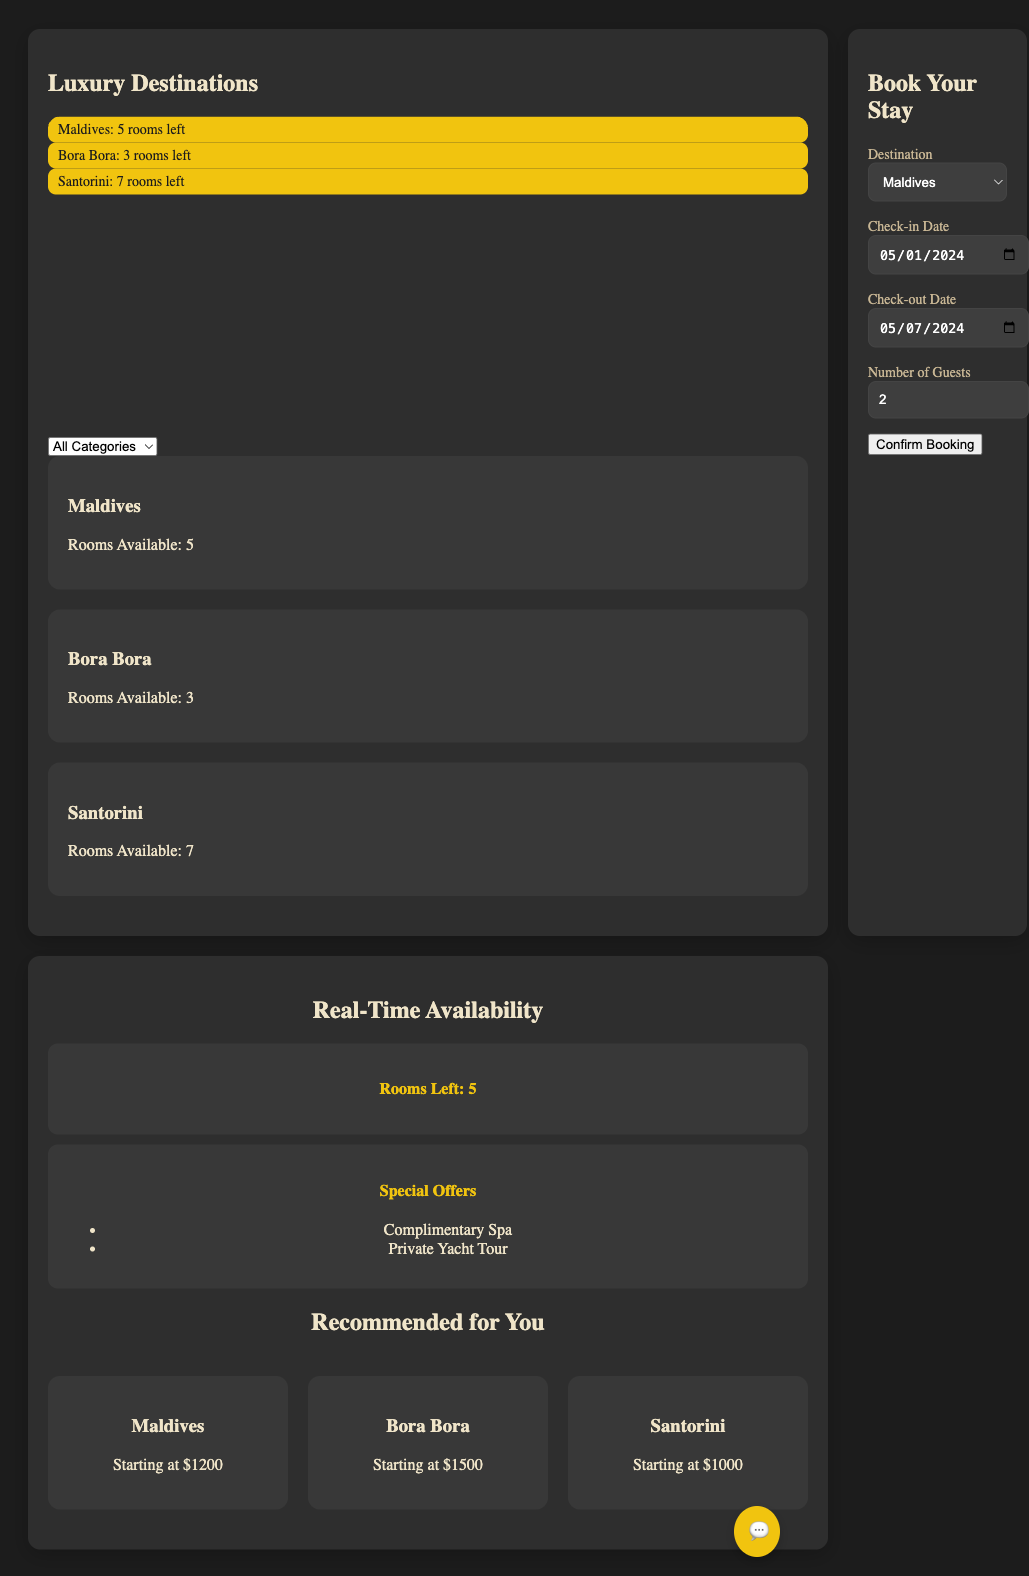 Luxury Destinations
Maldives: 5 rooms left
Bora Bora: 3 rooms left
Santorini: 7 rooms left
All Categories
Maldives
Rooms Available: 5
Bora Bora
Rooms Available: 3
Santorini
Rooms Available: 7
Book Your
Stay
Destination
Maldives
Check-in Date
05/01/2024
Check-out Date
05/07/2024
Number of Guests
2
Confirm Booking
Real-Time Availability
Rooms Left: 5
Special Offers
• Complimentary Spa
• Private Yacht Tour
Recommended for You
Maldives
Starting at $1200
Bora Bora
Starting at $1500
Santorini
Starting at $1000